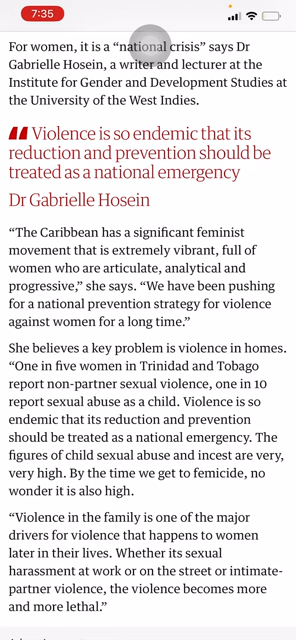 7:35
For women, it is a “national crisis” says Dr
Gabrielle Hosein, a writer and lecturer at the
Institute for Gender and Development Studies at
the University of the West Indies.
“Violence is so endemic that its
reduction and prevention should be
treated as a national emergency
Dr Gabrielle Hosein
“The Caribbean has a significant feminist
movement that is extremely vibrant, full of
women who are articulate, analytical and
progressive,” she says. “We have been pushing
for a national prevention strategy for violence
against women for a long time.”
She believes a key problem is violence in homes.
“One in five women in Trinidad and Tobago
report non-partner sexual violence, one in 10
report sexual abuse as a child. Violence is so
endemic that its reduction and prevention
should be treated as a national emergency. The
figures of child sexual abuse and incest are very,
very high. By the time we get to femicide, no
wonder it is also high.
“Violence in the family is one of the major
drivers for violence that happens to women
later in their lives. Whether its sexual
harassment at work or on the street or intimate-
partner violence, the violence becomes more
and more lethal.”